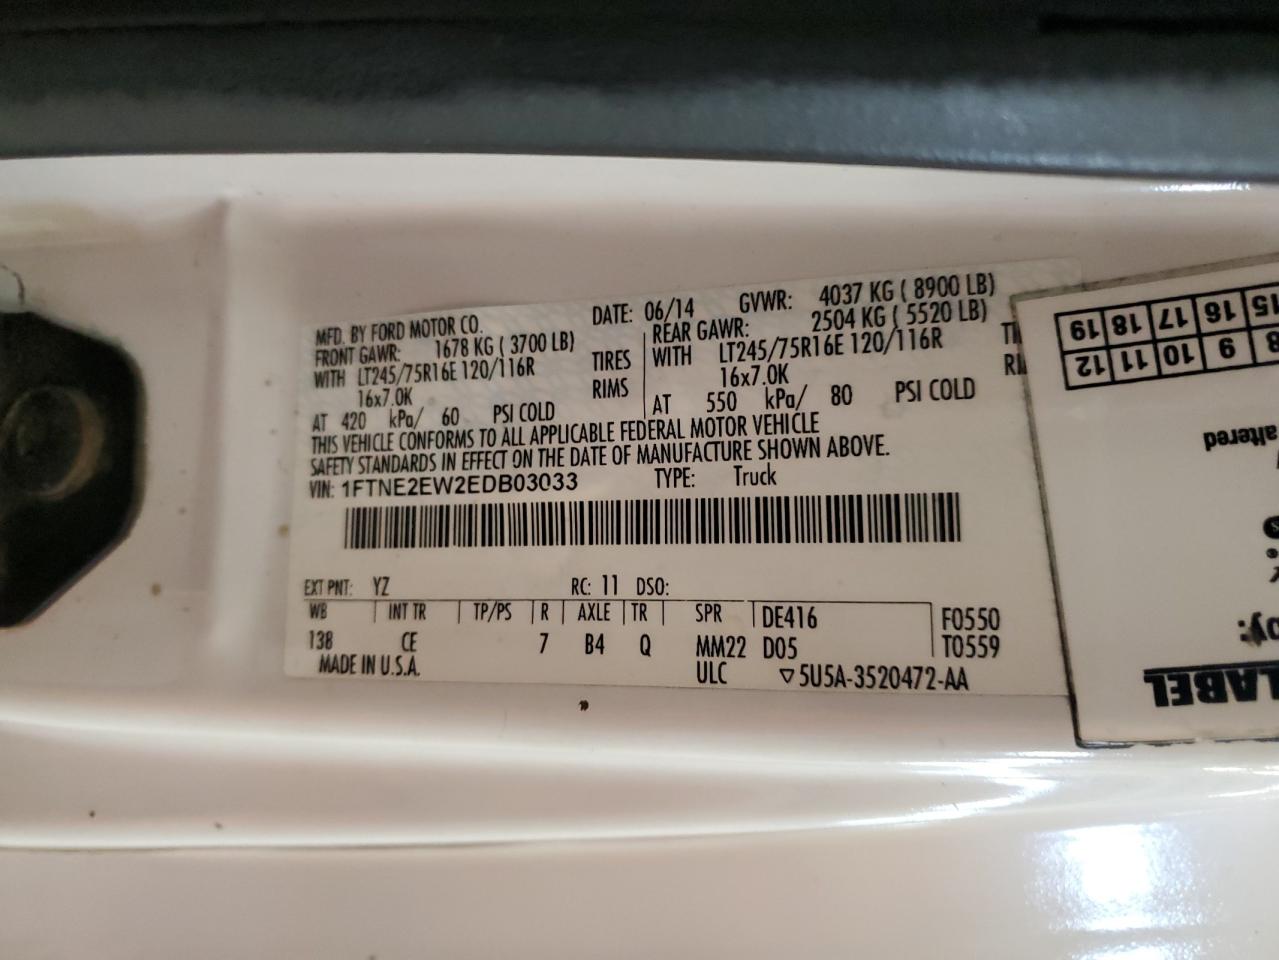 MFD. BY FORD MOTOR CO. DATE: 06/14 GVWR: 4037 KG ( 8900 LB)
FRONT GAWR: 1678 KG ( 3700 LB) REAR GAWR: 2504 KG ( 5520 LB)
WITH LT245/75R16E 120/116R TIRES WITH LT245/75R16E 120/116R
16x7.0K RIMS 16x7.0K
AT 420 kPa/ 60 PSI COLD AT 550 kPa/ 80 PSI COLD
THIS VEHICLE CONFORMS TO ALL APPLICABLE FEDERAL MOTOR VEHICLE
SAFETY STANDARDS IN EFFECT ON THE DATE OF MANUFACTURE SHOWN ABOVE.
VIN: 1FTNE2EW2EDB03033 TYPE: Truck
EXT PNT: YZ RC: 11 DSO:
WB INT TR TP/PS R AXLE TR SPR DE416 F0550
138 CE 7 B4 Q MM22 D05 T0559
MADE IN U.S.A. ULC ▽5U5A-3520472-AA
LABEL
altered
8 9 10 11 12
15 16 17 18 19